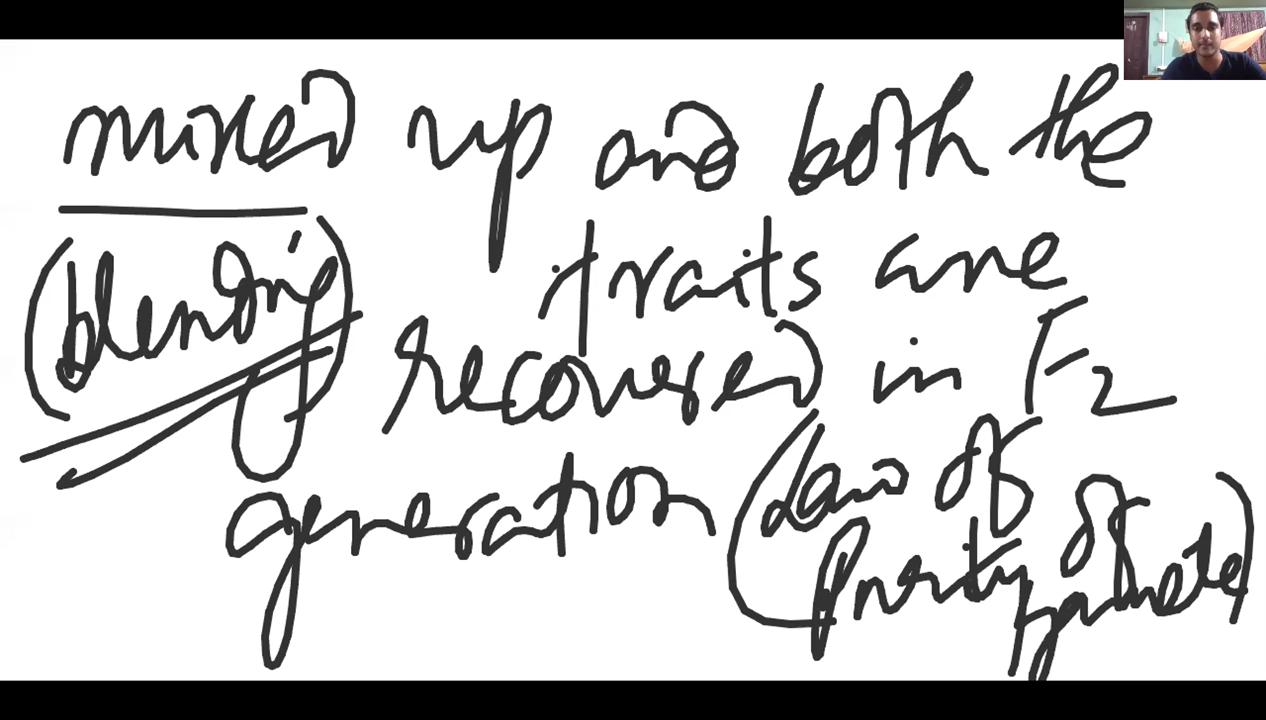 mixed up and both the
(blending) traits are
recovered in F2
generation (Law of
Purity of gamete)